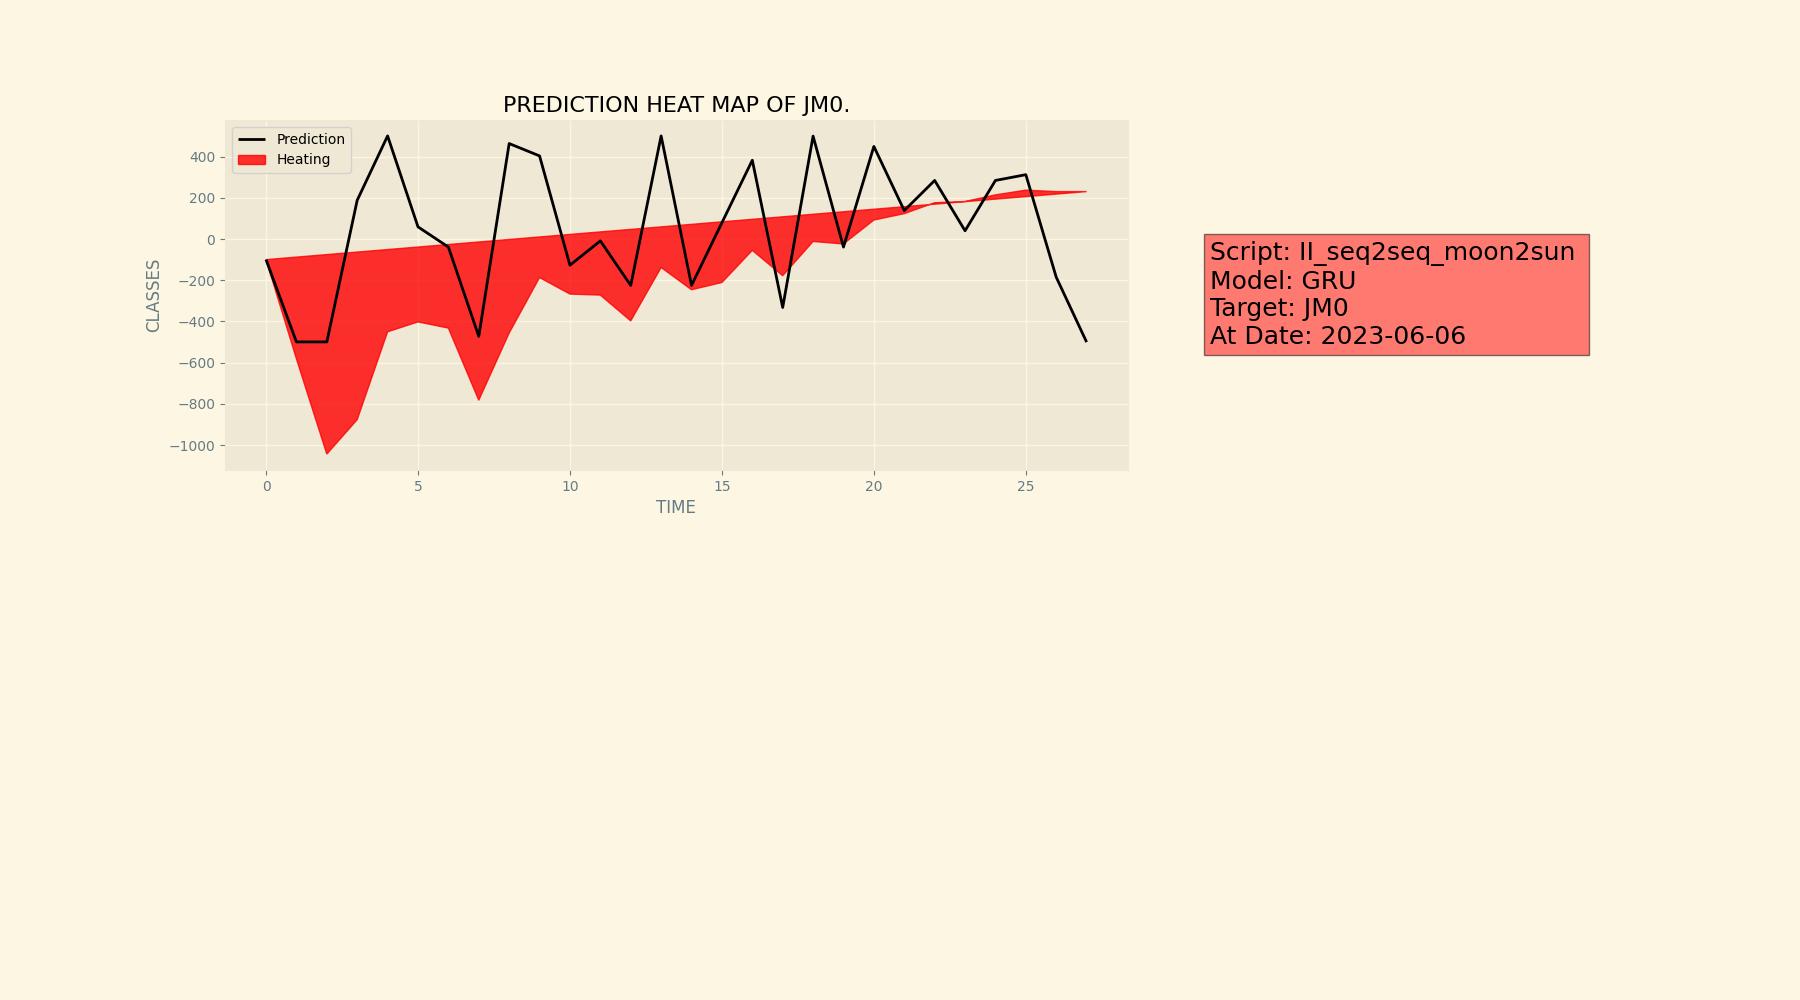 PREDICTION HEAT MAP OF JM0.
Prediction
Heating
400
200
0
−200
−400
−600
−800
−1000
CLASSES
0 5 10 15 20 25
TIME
Script: II_seq2seq_moon2sun
Model: GRU
Target: JM0
At Date: 2023-06-06